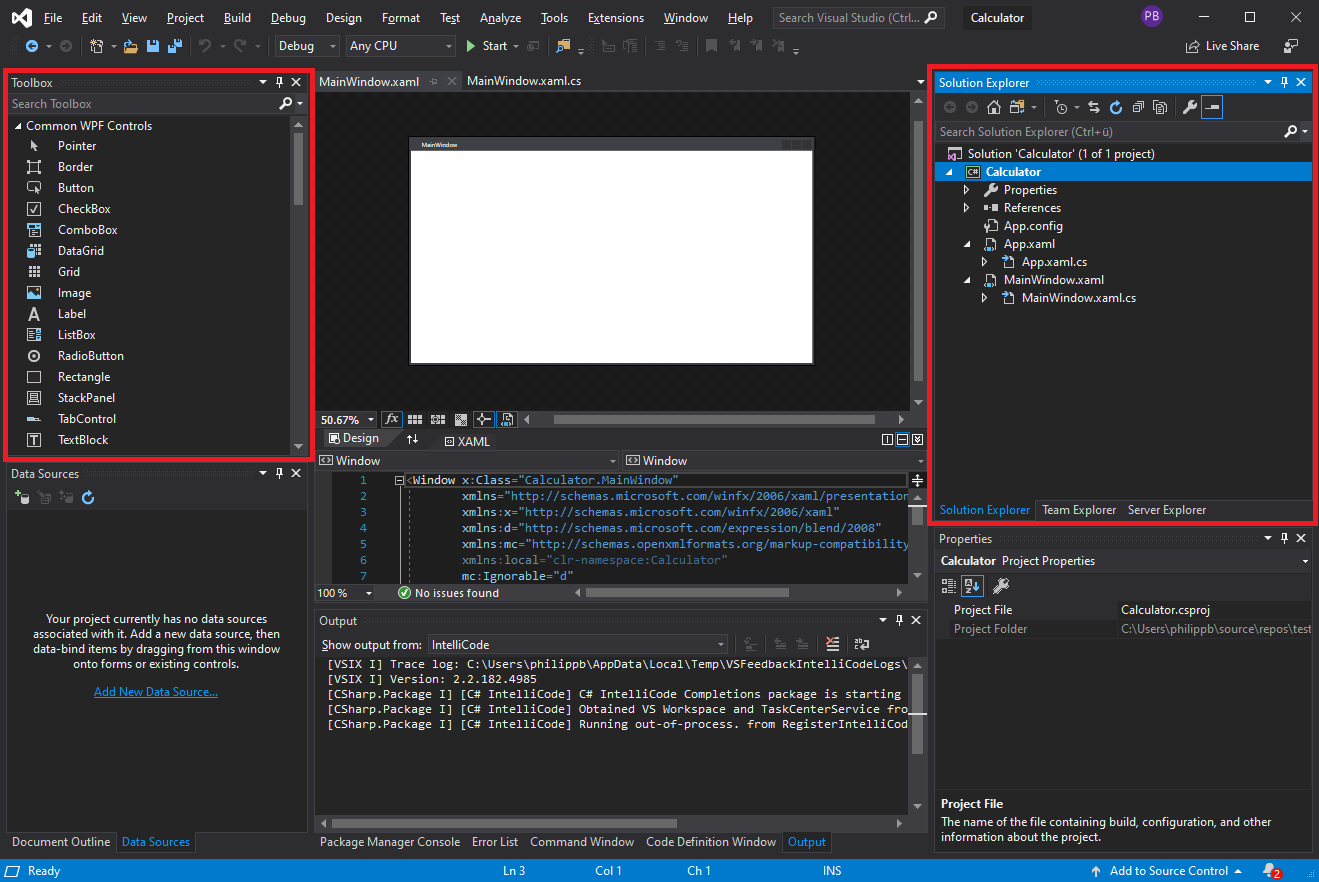 File Edit View Project Build Debug Design Format Test Analyze Tools Extensions Window Help Search Visual Studio (Ctrl... Calculator PB
Debug Any CPU Start Live Share
Toolbox
Search Toolbox
Common WPF Controls
Pointer
Border
Button
CheckBox
ComboBox
DataGrid
Grid
Image
Label
ListBox
RadioButton
Rectangle
StackPanel
TabControl
TextBlock
Data Sources
Your project currently has no data sources
associated with it. Add a new data source, then
data-bind items by dragging from this window
onto forms or existing controls.
Add New Data Source...
Document Outline Data Sources
MainWindow.xaml MainWindow.xaml.cs
MainWindow
50.67% fx
Design XAML
Window Window
1 <Window x:Class="Calculator.MainWindow"
2 xmlns="http://schemas.microsoft.com/winfx/2006/xaml/presentation
3 xmlns:x="http://schemas.microsoft.com/winfx/2006/xaml"
4 xmlns:d="http://schemas.microsoft.com/expression/blend/2008"
5 xmlns:mc="http://schemas.openxmlformats.org/markup-compatibility
6 xmlns:local="clr-namespace:Calculator"
7 mc:Ignorable="d"
100 % No issues found
Output
Show output from: IntelliCode
[VSIX I] Trace log: C:\Users\philippb\AppData\Local\Temp\VSFeedbackIntelliCodeLogs\
[VSIX I] Version: 2.2.182.4985
[CSharp.Package I] [C# IntelliCode] C# IntelliCode Completions package is starting
[CSharp.Package I] [C# IntelliCode] Obtained VS Workspace and TaskCenterService fro
[CSharp.Package I] [C# IntelliCode] Running out-of-process. from RegisterIntelliCod
Package Manager Console Error List Command Window Code Definition Window Output
Solution Explorer
Search Solution Explorer (Ctrl+ü)
Solution 'Calculator' (1 of 1 project)
C# Calculator
Properties
References
App.config
App.xaml
App.xaml.cs
MainWindow.xaml
MainWindow.xaml.cs
Solution Explorer Team Explorer Server Explorer
Properties
Calculator Project Properties
Project File Calculator.csproj
Project Folder C:\Users\philippb\source\repos\test
Project File
The name of the file containing build, configuration, and other
information about the project.
Ready Ln 3 Col 1 Ch 1 INS Add to Source Control 2